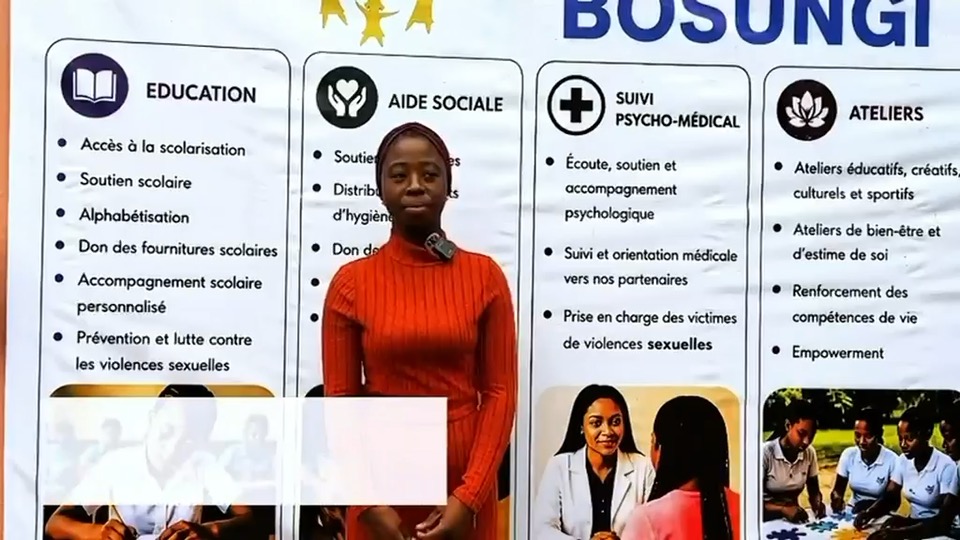 BOSUNGI
EDUCATION
Accès à la scolarisation
Soutien scolaire
Alphabétisation
Don des fournitures scolaires
Accompagnement scolaire
personnalisé
Prévention et lutte contre
les violences sexuelles
AIDE SOCIALE
Soutien
d'hygiène
Don de
SUIVI
PSYCHO-MÉDICAL
Écoute, soutien et
accompagnement
psychologique
Suivi et orientation médicale
vers nos partenaires
Prise en charge des victimes
de violences sexuelles
ATELIERS
Ateliers éducatifs, créatifs,
culturels et sportifs
Ateliers de bien-être et
d'estime de soi
Renforcement des
compétences de vie
Empowerment